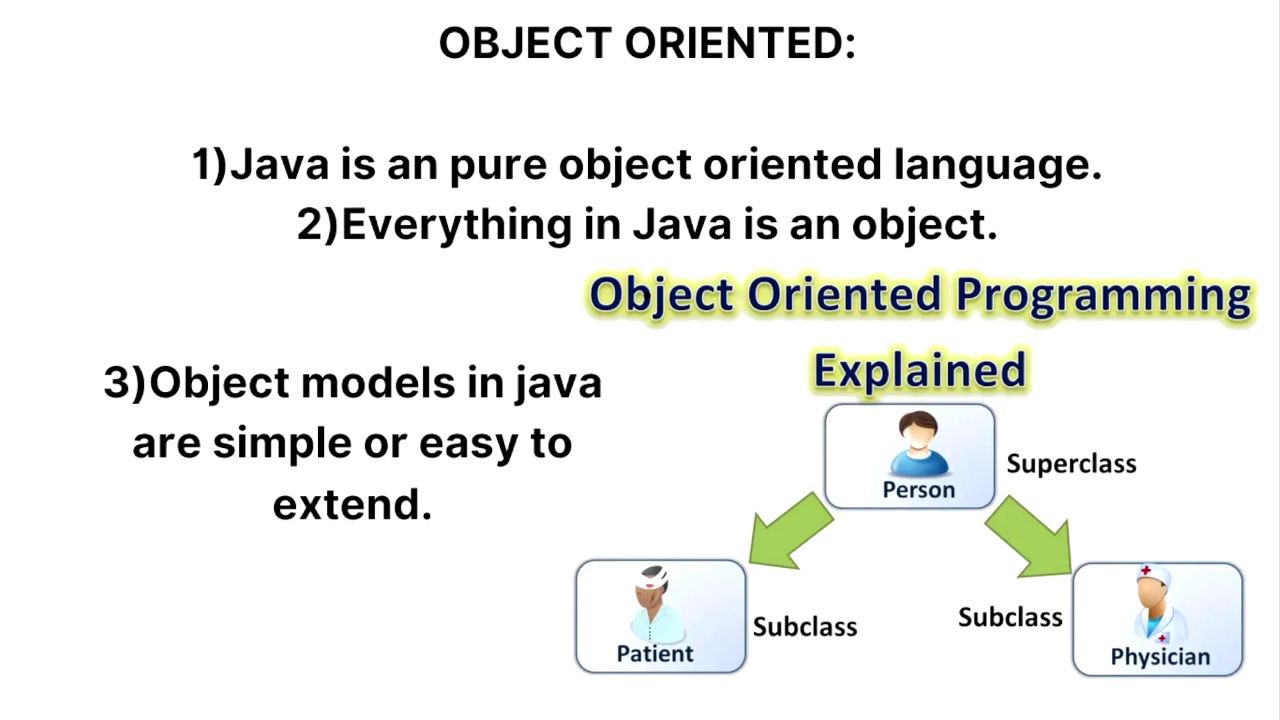 OBJECT ORIENTED:
1)Java is an pure object oriented language.
2)Everything in Java is an object.
Object Oriented Programming
Explained
3)Object models in java
are simple or easy to
extend.
Person
Superclass
Patient
Subclass
Subclass
Physician